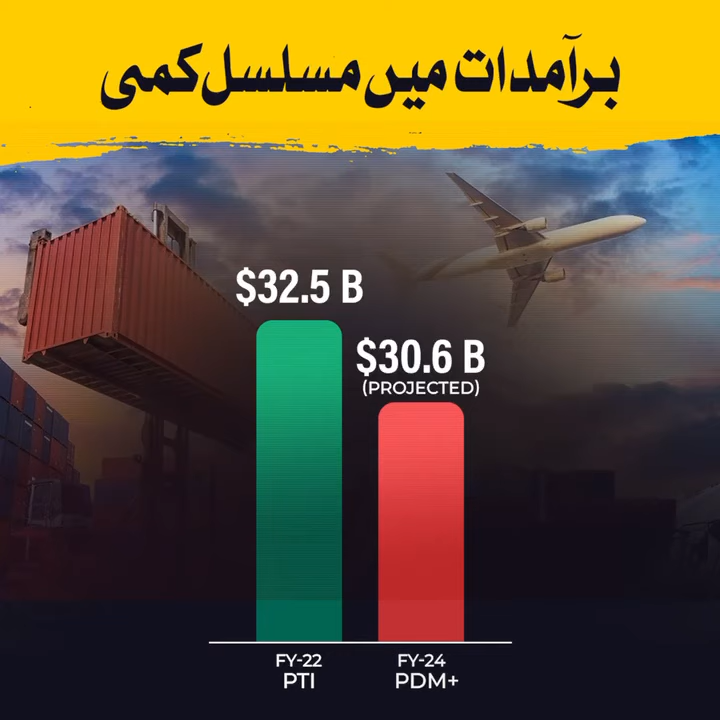 برآمدات میں مسلسل کمی
$32.5 B
$30.6 B
(PROJECTED)
FY-22
PTI
FY-24
PDM+